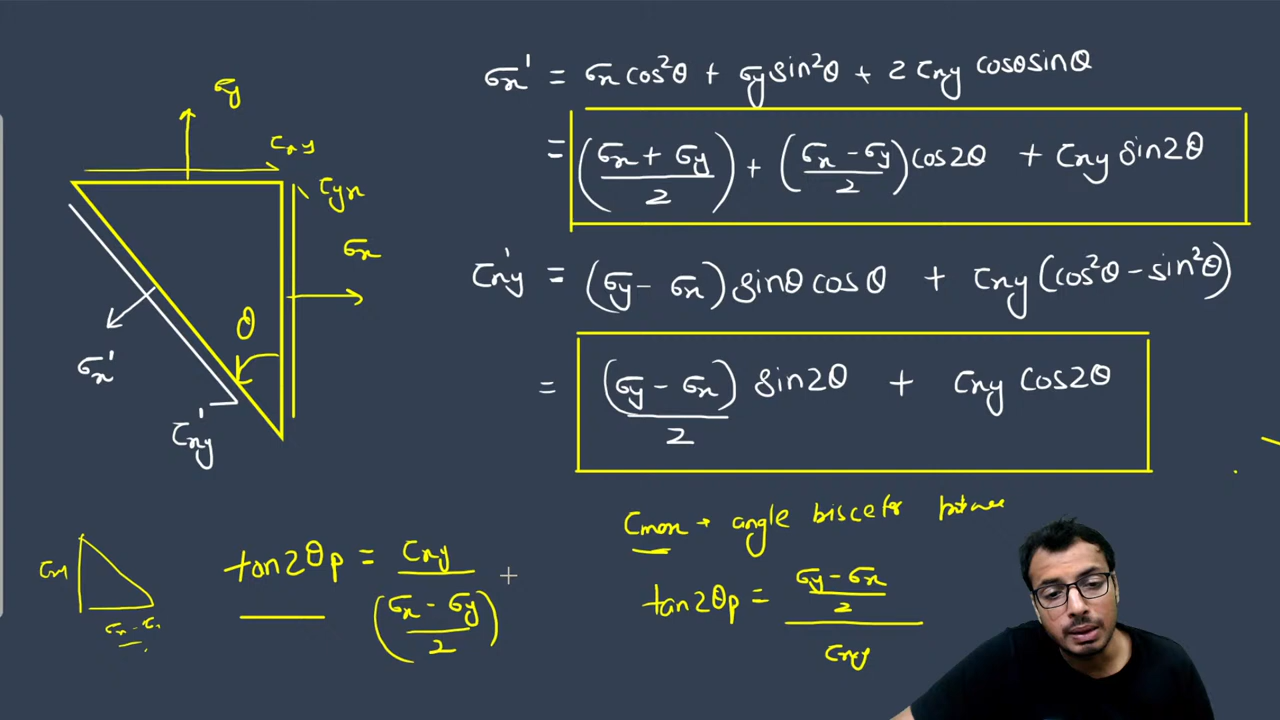 σy
τxy
τyx
σx
θ
σx'
τxy'
σx' = σx cos²θ + σy sin²θ + 2 τxy cosθ sinθ
= ((σx + σy)/2) + ((σx - σy)/2) cos2θ + τxy sin2θ
τxy' = (σy - σx) sinθ cosθ + τxy (cos²θ - sin²θ)
= ((σy - σx)/2) sin2θ + τxy cos2θ
τmax → angle bisector
τxy
tan2θp = τxy / ((σx - σy)/2)
tan2θp = ((σy - σx)/2) / τxy